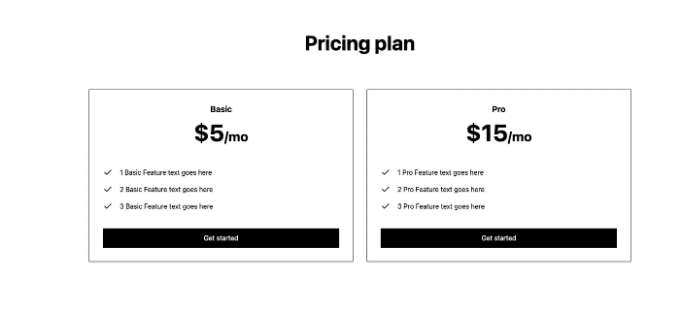 Pricing plan
Basic
$5/mo
1 Basic Feature text goes here
2 Basic Feature text goes here
3 Basic Feature text goes here
Get started
Pro
$15/mo
1 Pro Feature text goes here
2 Pro Feature text goes here
3 Pro Feature text goes here
Get started